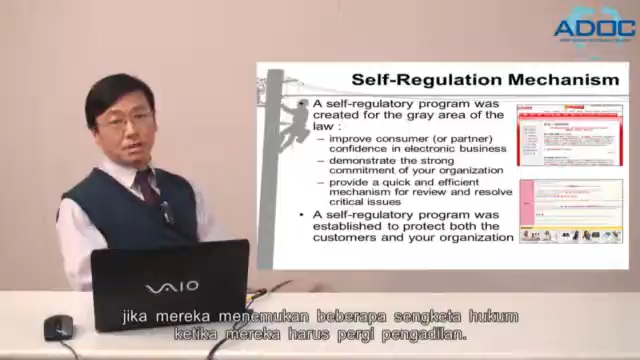 ADOC
Self-Regulation Mechanism
• A self-regulatory program was
created for the gray area of the
law :
– improve consumer (or partner)
confidence in electronic business
– demonstrate the strong
commitment of your organization
– provide a quick and efficient
mechanism for review and resolve
critical issues
• A self-regulatory program was
established to protect both the
customers and your organization
VAIO
jika mereka menemukan beberapa sengketa hukum
ketika mereka harus pergi pengadilan.